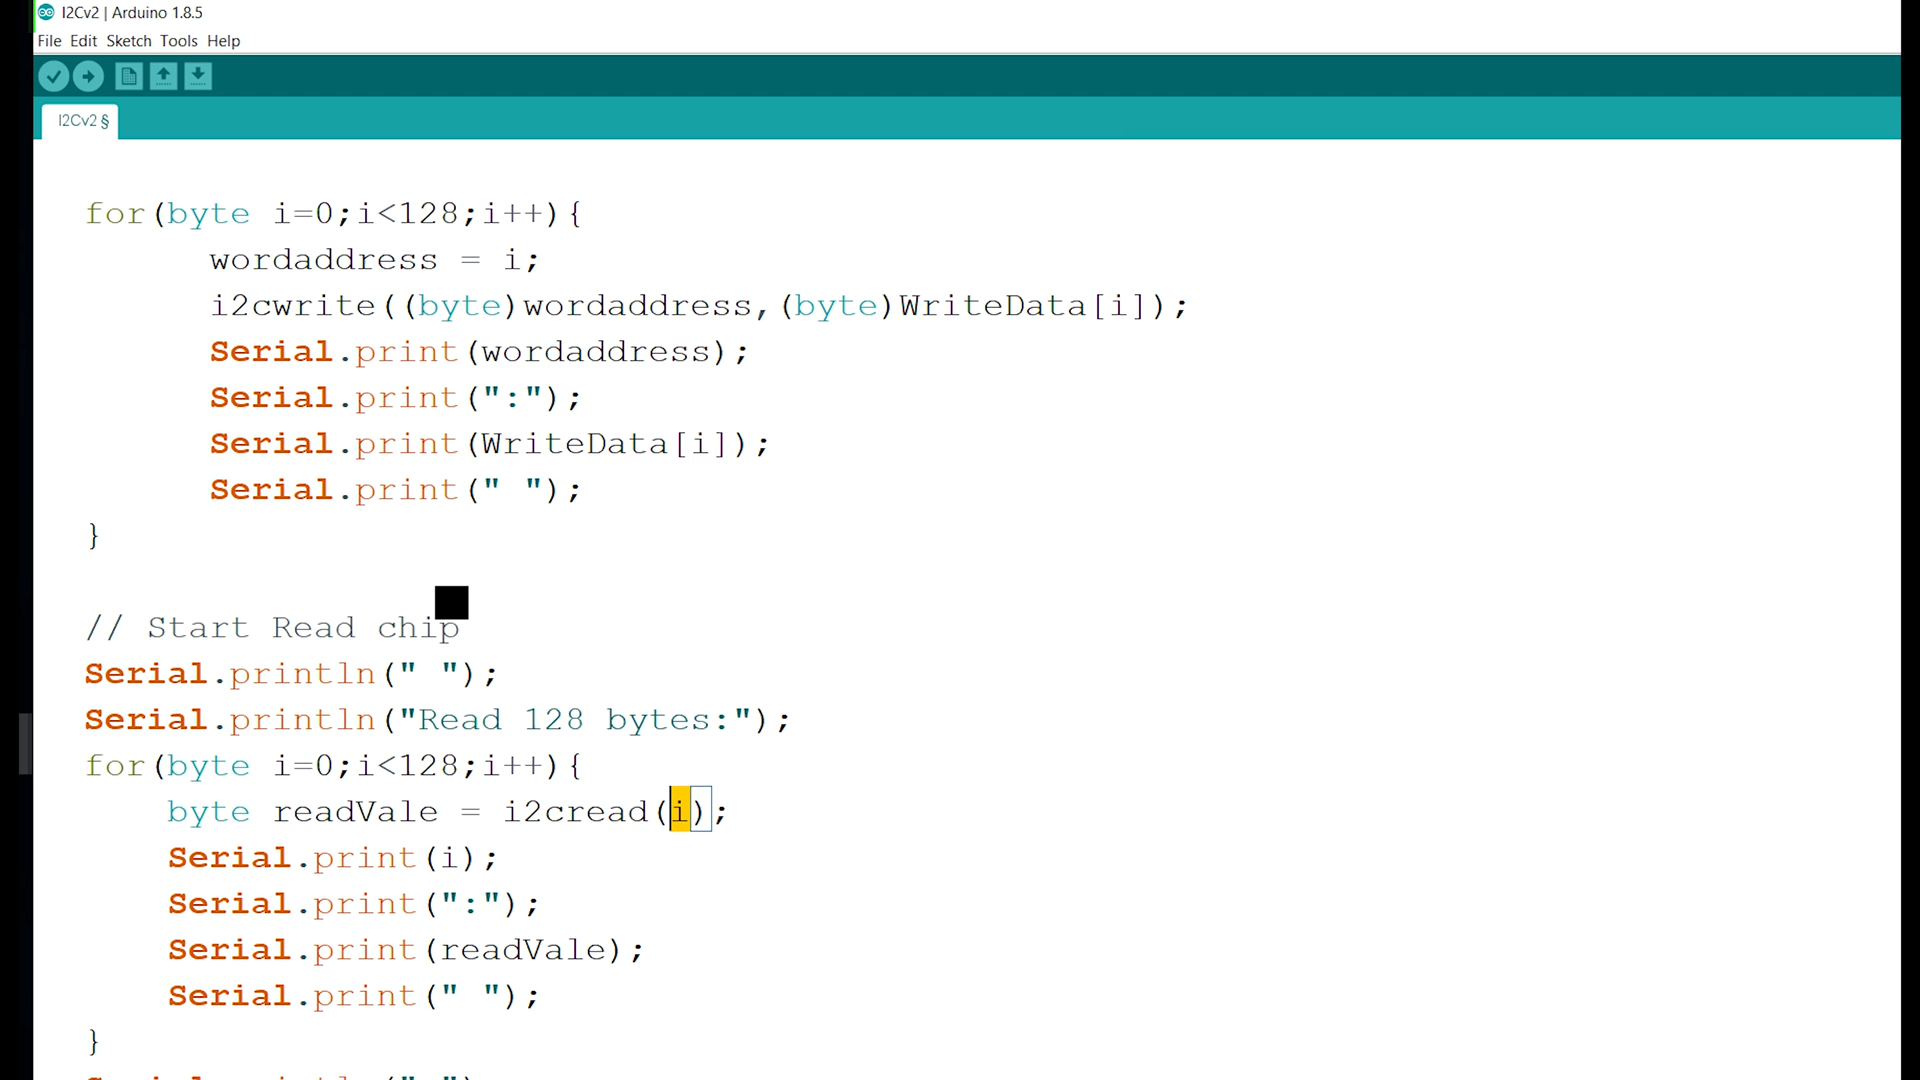 I2Cv2 | Arduino 1.8.5
File Edit Sketch Tools Help
I2Cv2 §
for(byte i=0;i<128;i++){
wordaddress = i;
i2cwrite((byte)wordaddress,(byte)WriteData[i]);
Serial.print(wordaddress);
Serial.print(":");
Serial.print(WriteData[i]);
Serial.print(" ");
}
// Start Read chip
Serial.println(" ");
Serial.println("Read 128 bytes:");
for(byte i=0;i<128;i++){
byte readVale = i2cread(i);
Serial.print(i);
Serial.print(":");
Serial.print(readVale);
Serial.print(" ");
}